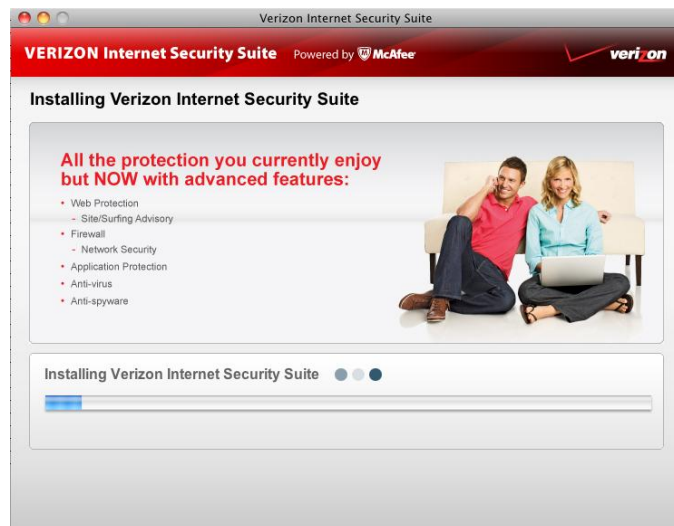 Verizon Internet Security Suite
VERIZON Internet Security Suite Powered by McAfee verizon
Installing Verizon Internet Security Suite
All the protection you currently enjoy
but NOW with advanced features:
• Web Protection
- Site/Surfing Advisory
• Firewall
- Network Security
• Application Protection
• Anti-virus
• Anti-spyware
Installing Verizon Internet Security Suite